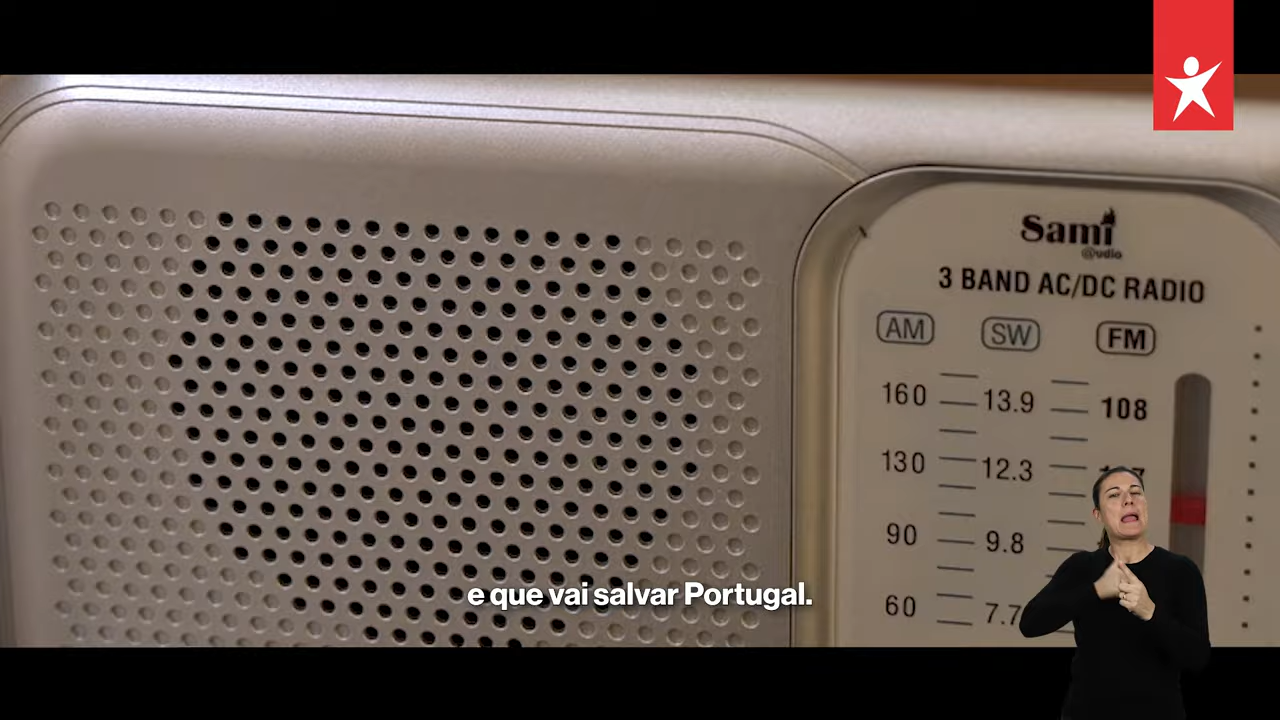 Sami
@udio
3 BAND AC/DC RADIO
AM SW FM
160 13.9 108
130 12.3
90 9.8
60
e que vai salvar Portugal.